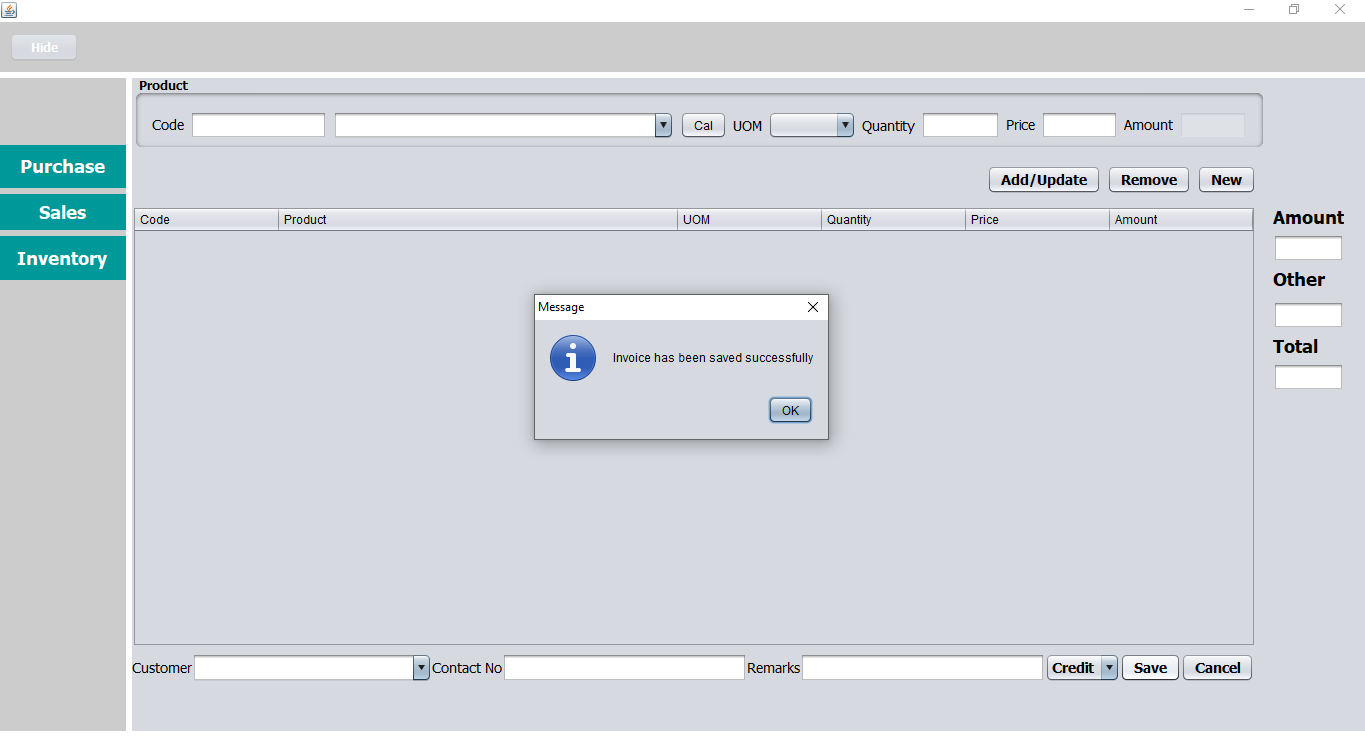 Hide
Product
Code Cal UOM Quantity Price Amount
Purchase
Sales
Inventory
Add/Update Remove New
Code Product UOM Quantity Price Amount
Amount
Other
Total
Message
Invoice has been saved successfully
OK
Customer Contact No Remarks Credit Save Cancel